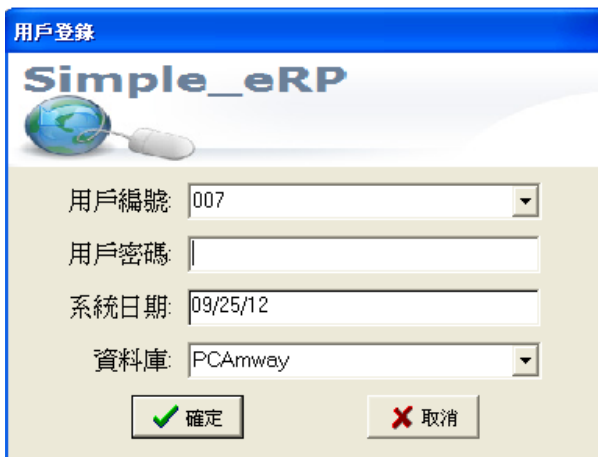 用戶登錄
Simple_eRP
用戶編號: 007
用戶密碼:
系統日期: 09/25/12
資料庫: PCAmway
確定 取消